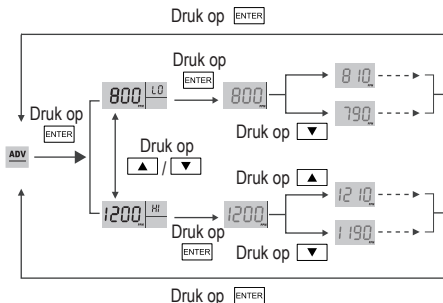 Druk op ENTER
Druk op ENTER
800 LO
800
810
790
Druk op ▼
Druk op ENTER
ADV
Druk op ▲ / ▼
1200 HI
1200
Druk op ENTER
Druk op ▲
1210
1190
Druk op ▼
Druk op ENTER